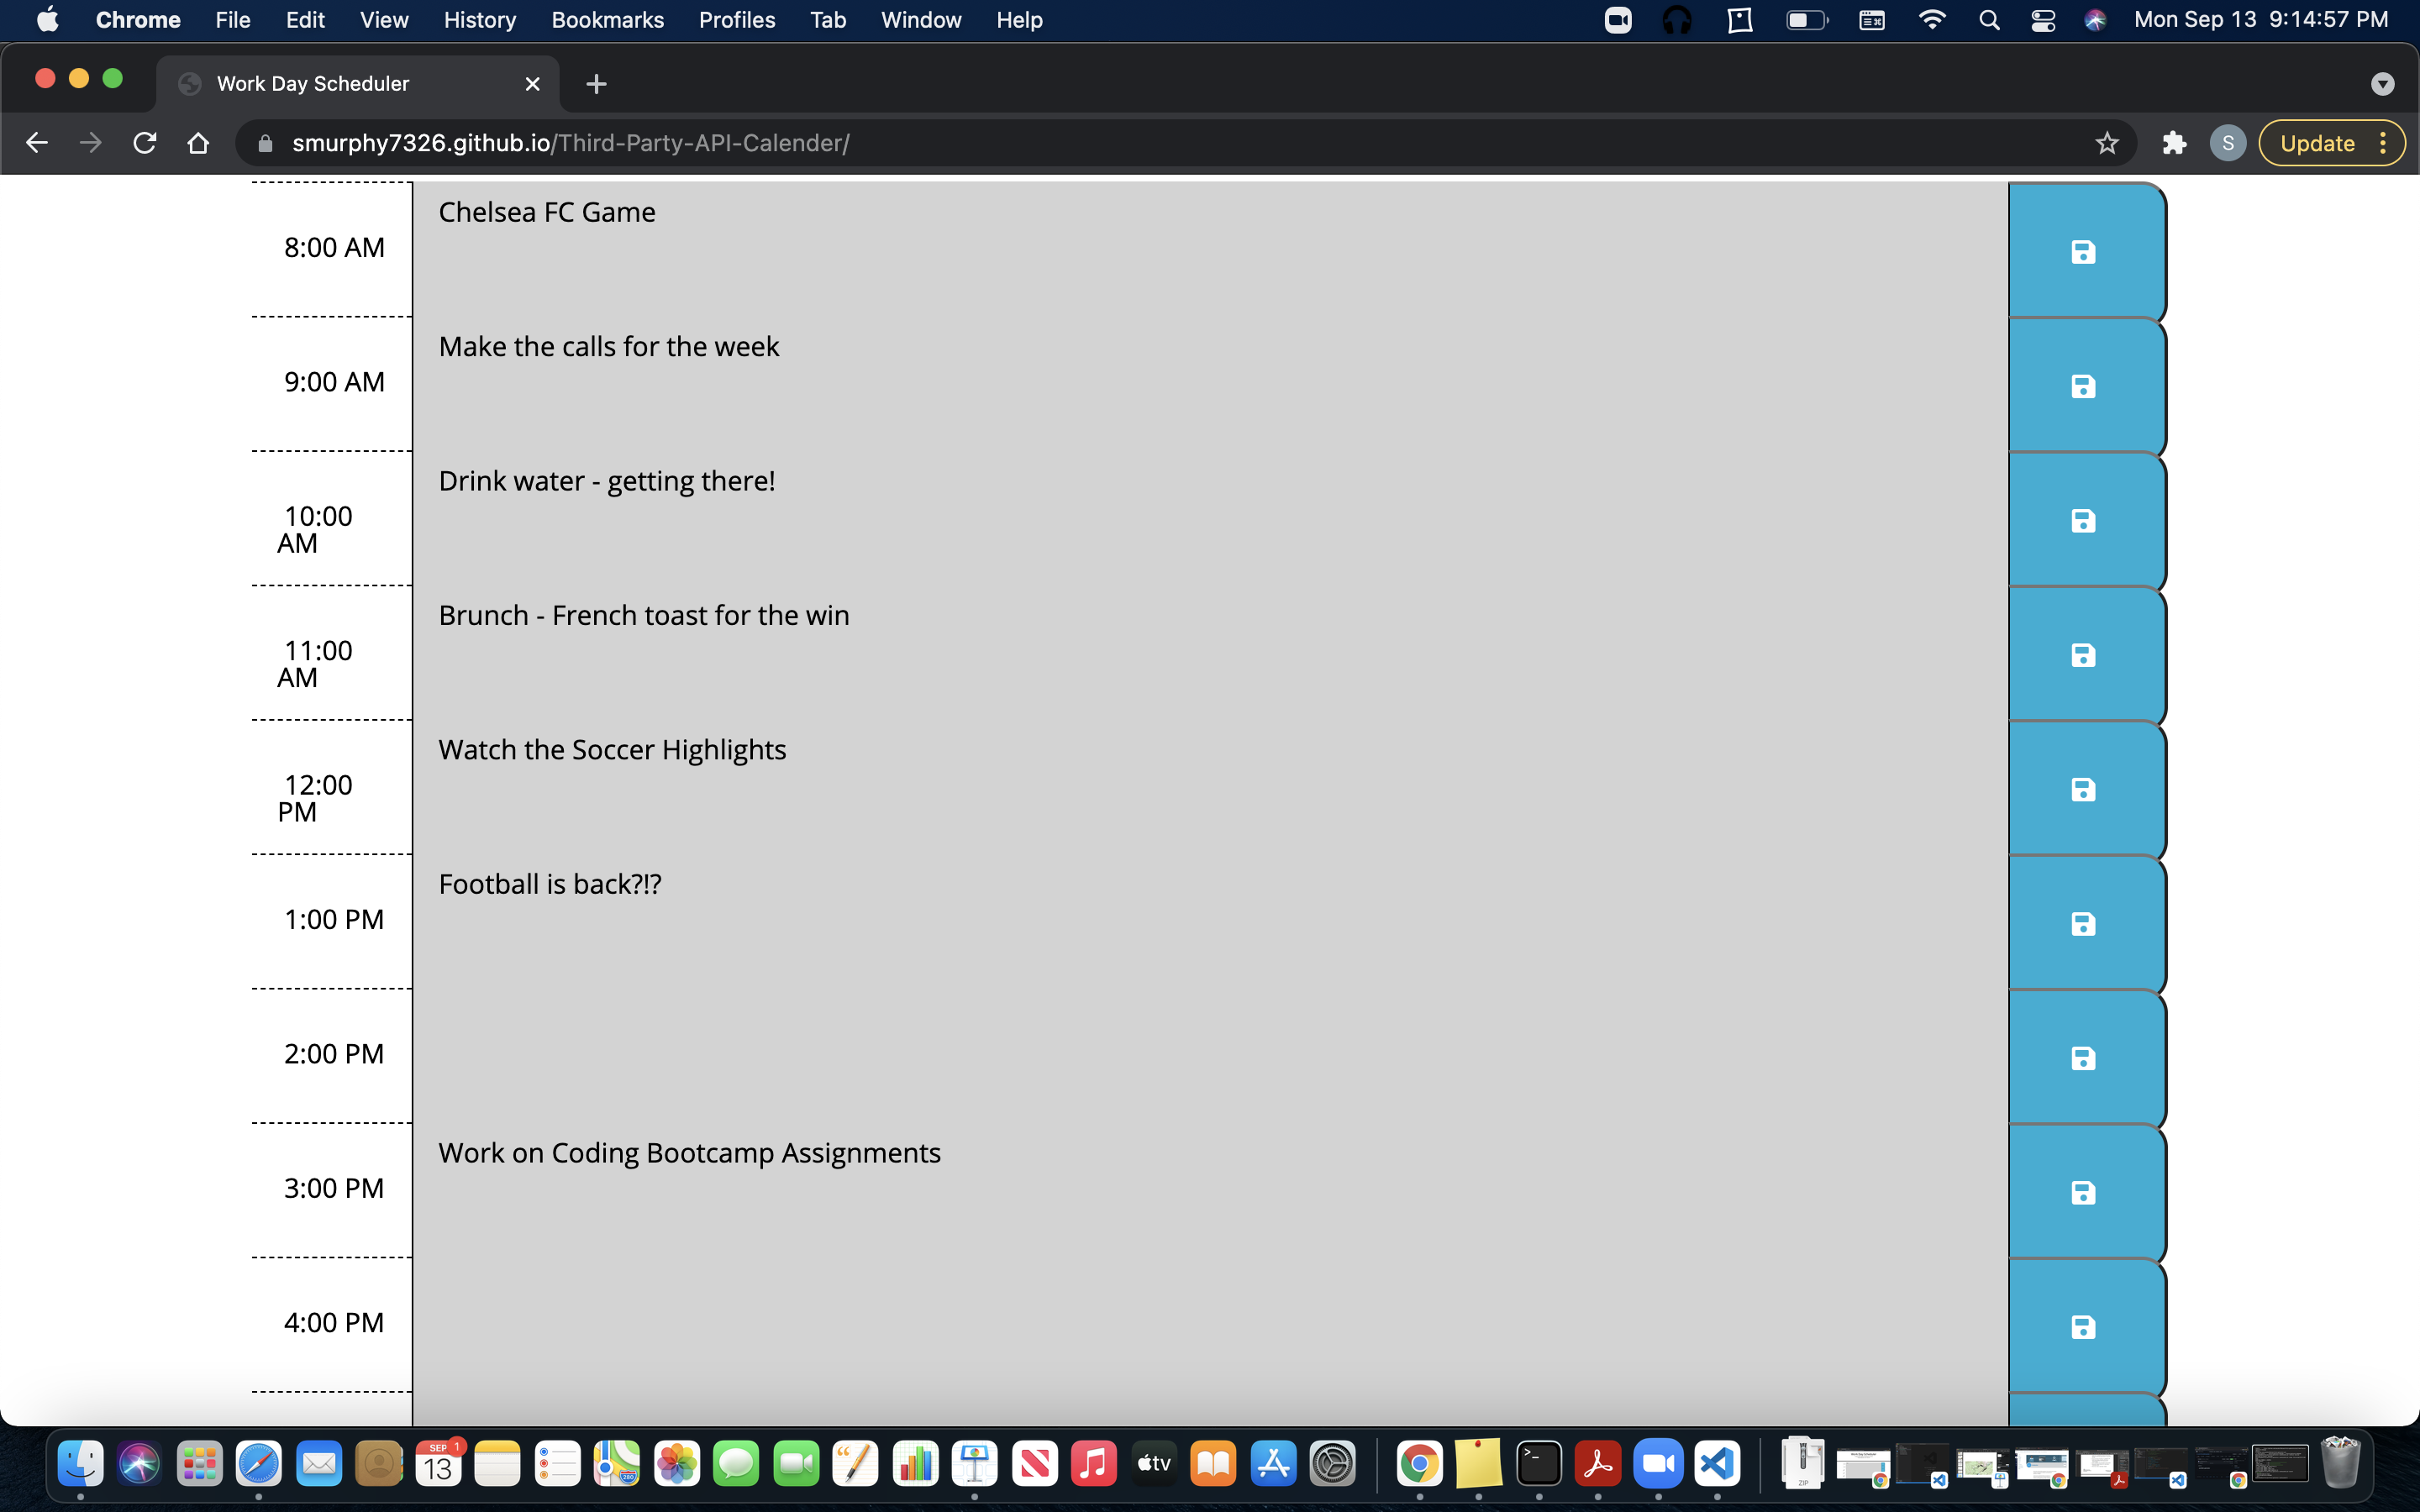 Chrome File Edit View History Bookmarks Profiles Tab Window Help Mon Sep 13 9:14:57 PM
Work Day Scheduler
smurphy7326.github.io/Third-Party-API-Calender/ S Update
Chelsea FC Game
8:00 AM
Make the calls for the week
9:00 AM
Drink water - getting there!
10:00
AM
Brunch - French toast for the win
11:00
AM
Watch the Soccer Highlights
12:00
PM
Football is back?!?
1:00 PM
2:00 PM
Work on Coding Bootcamp Assignments
3:00 PM
4:00 PM
SEP 1
13
280
tv
ZIP